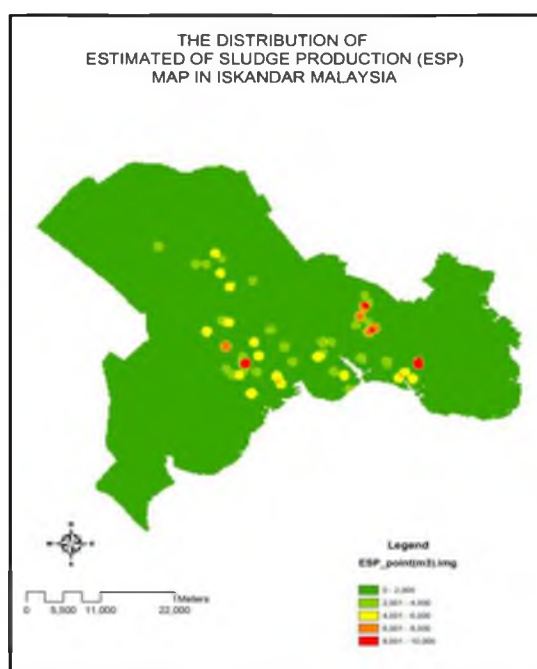 THE DISTRIBUTION OF
ESTIMATED OF SLUDGE PRODUCTION (ESP)
MAP IN ISKANDAR MALAYSIA
Legend
ESP_point(m3).img
0 - 2,000
2,001 - 4,000
4,001 - 6,000
6,001 - 8,000
8,001 - 10,000
Meters
0 5,500 11,000 22,000